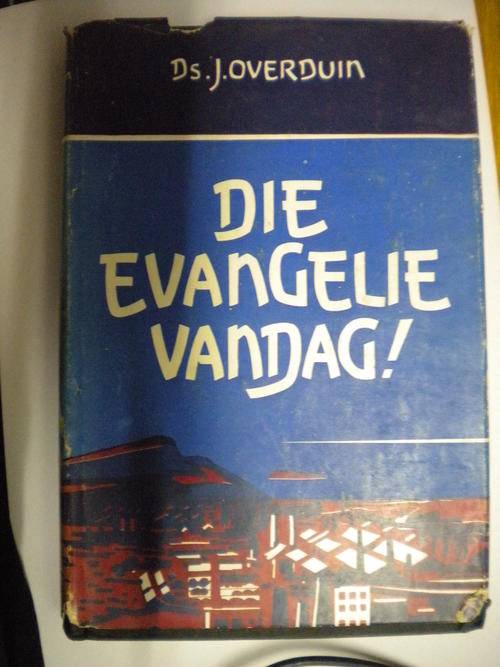 Ds. J. OVERDUIN
DIE
EVANGELIE
VANDAG!